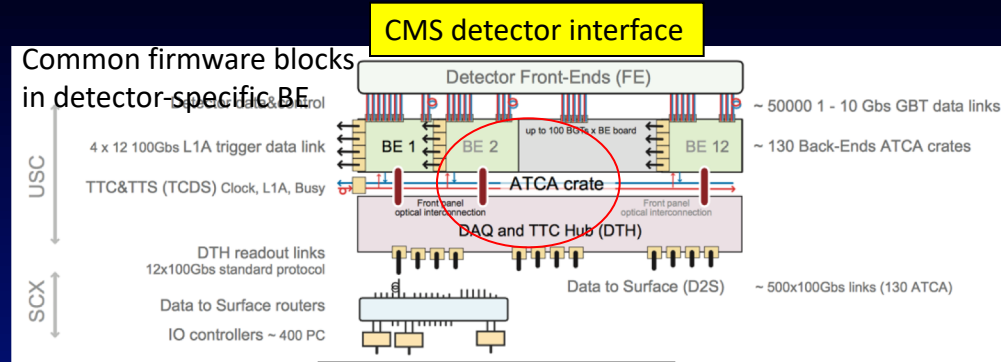 CMS detector interface
Common firmware blocks
in detector-specific BE
Detector data&control
Detector Front-Ends (FE)
~ 50000 1 - 10 Gbs GBT data links
up to 100 BGTs x BE board
4 x 12 100Gbs L1A trigger data link
BE 1
BE 2
BE 12
~ 130 Back-Ends ATCA crates
USC
TTC&TTS (TCDS) Clock, L1A, Busy
ATCA crate
Front panel
optical interconnection
Front panel
optical interconnection
DAQ and TTC Hub (DTH)
DTH readout links
12x100Gbs standard protocol
Data to Surface (D2S)
~ 500x100Gbs links (130 ATCA)
SCX
Data to Surface routers
IO controllers ~ 400 PC